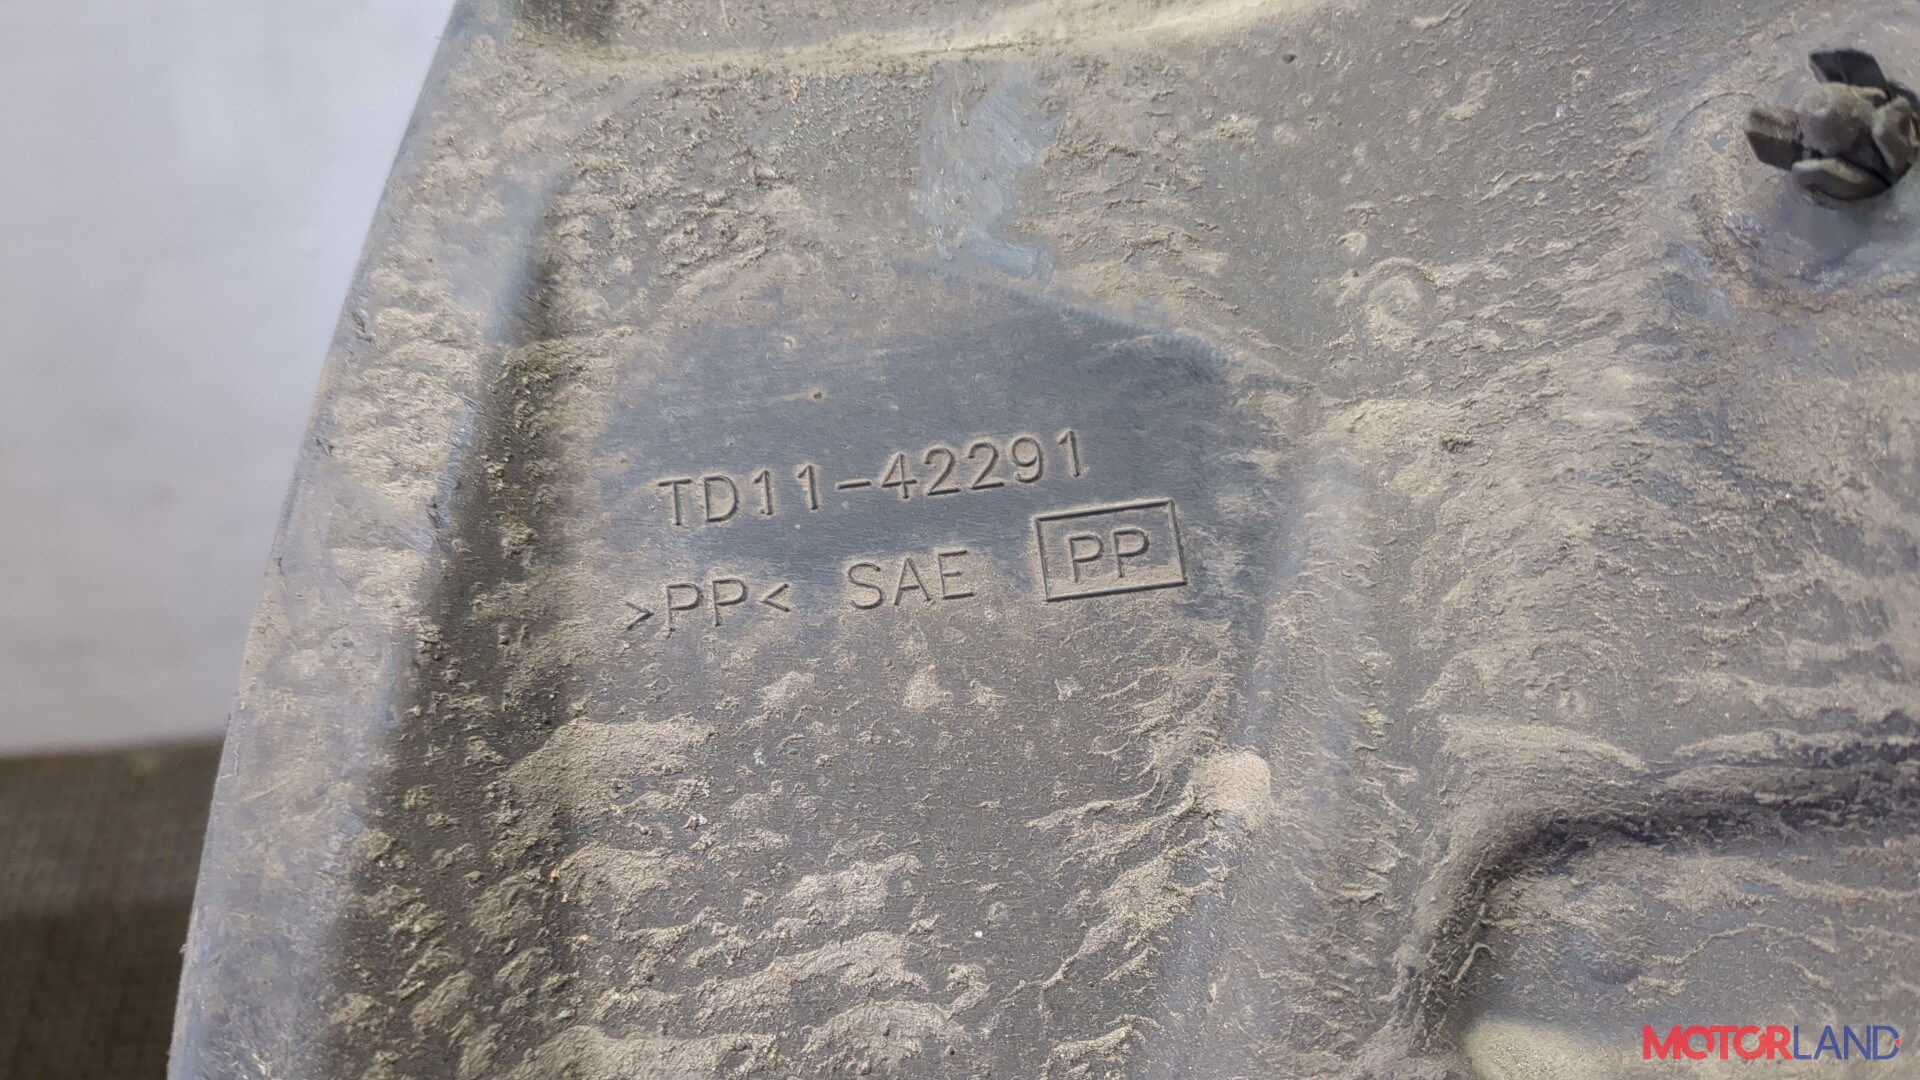 TD11-42291
>PP< SAE PP
MOTORLAND